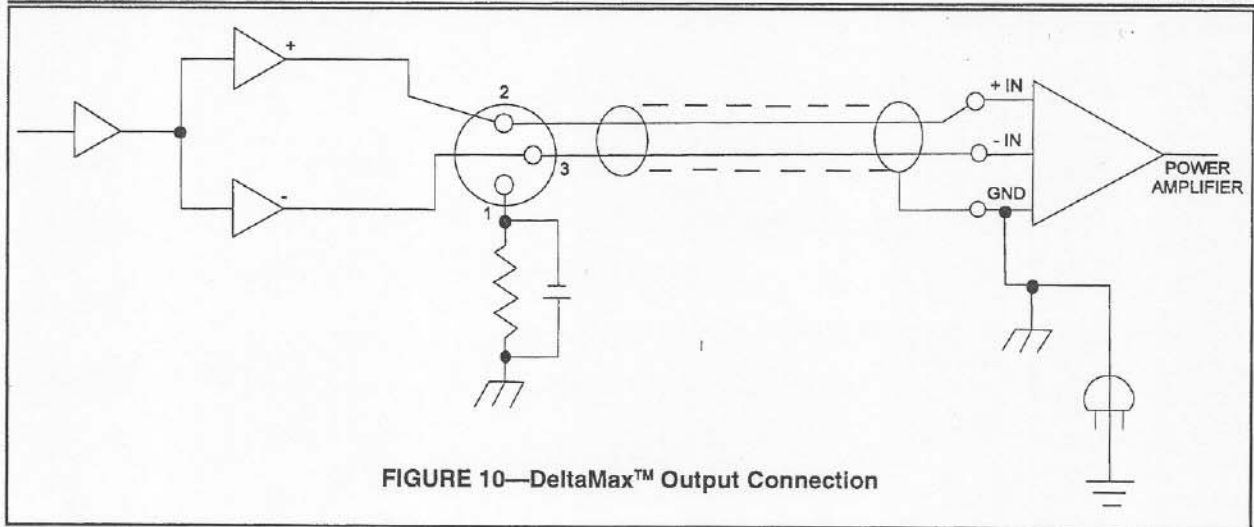 +
2
+ IN
- IN
3
POWER
AMPLIFIER
-
GND
1
FIGURE 10—DeltaMax™ Output Connection